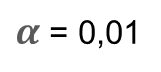 α = 0,01